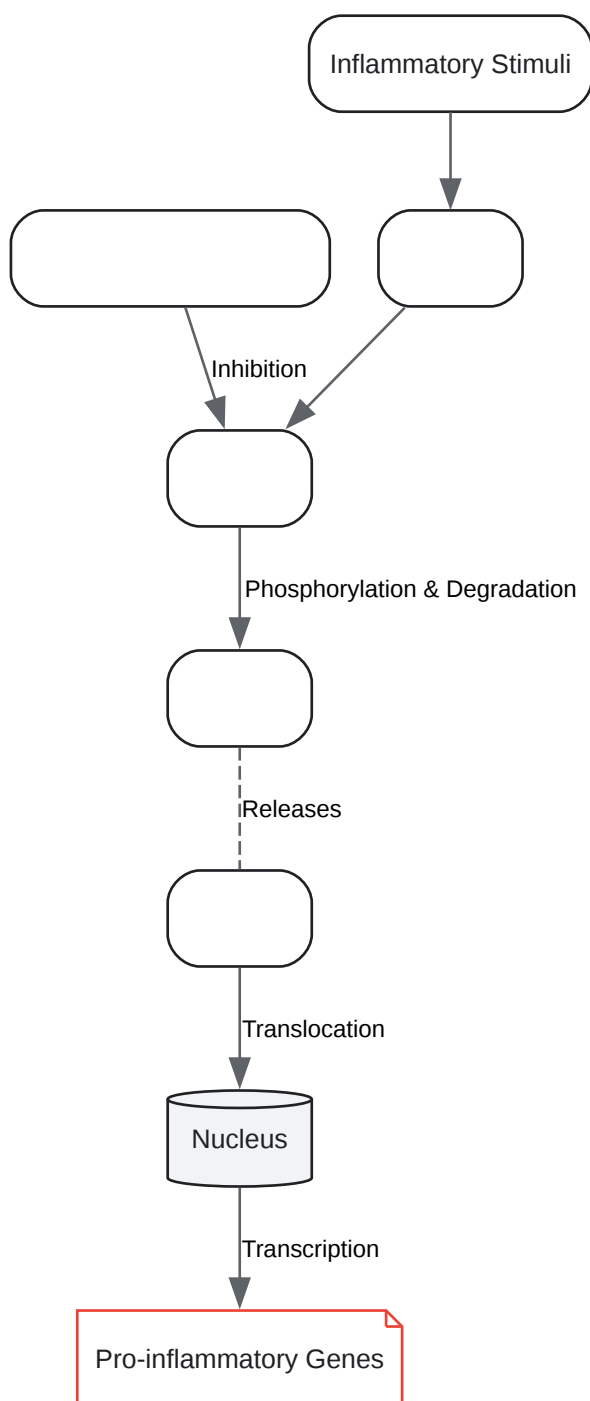 Inflammatory Stimuli
Inhibition
Phosphorylation & Degradation
Releases
Translocation
Nucleus
Transcription
Pro-inflammatory Genes